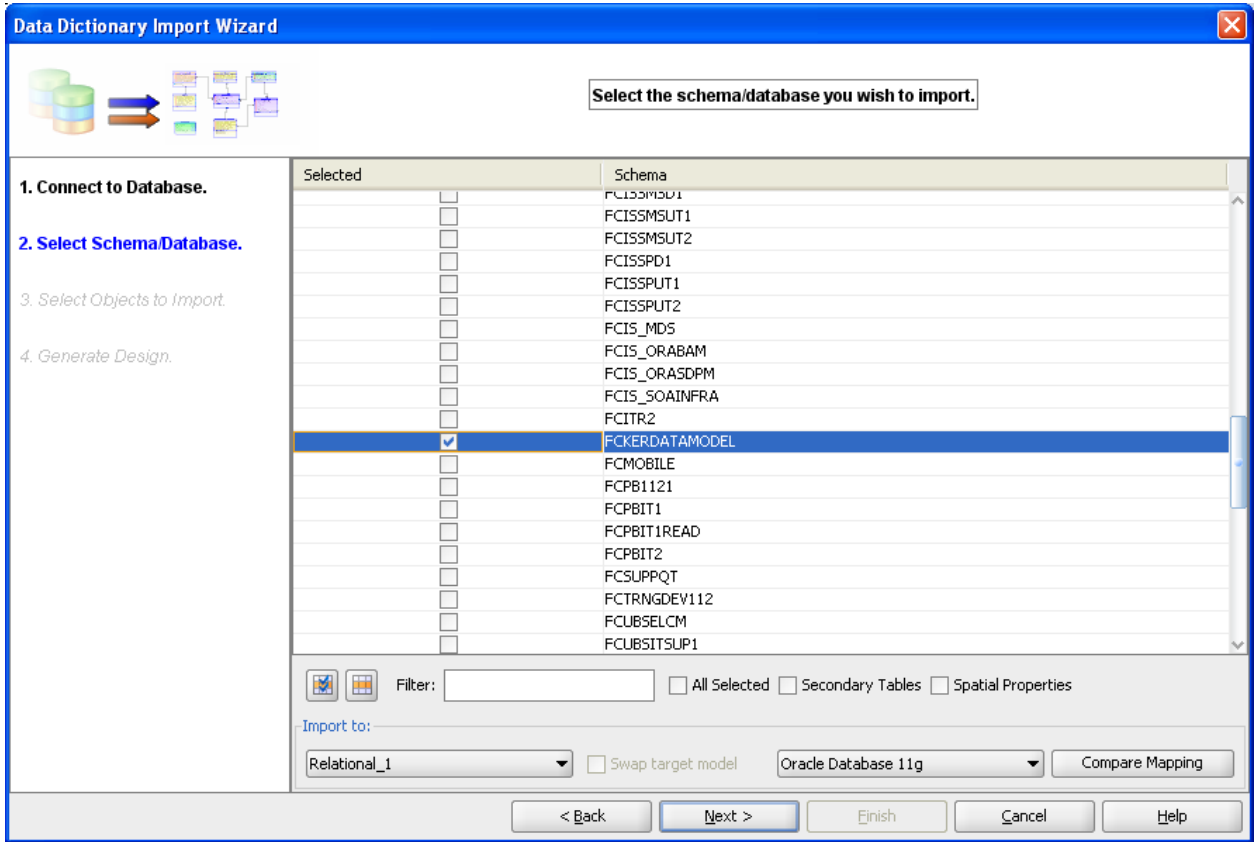 Data Dictionary Import Wizard
Select the schema/database you wish to import.
1. Connect to Database.
2. Select Schema/Database.
3. Select Objects to Import.
4. Generate Design.
Selected Schema
FCISSMSD1
FCISSMSUT1
FCISSMSUT2
FCISSPD1
FCISSPUT1
FCISSPUT2
FCIS_MDS
FCIS_ORABAM
FCIS_ORASDPM
FCIS_SOAINFRA
FCITR2
FCKERDATAMODEL
FCMOBILE
FCPB1121
FCPBIT1
FCPBIT1READ
FCPBIT2
FCSUPPQT
FCTRNGDEV112
FCUBSELCM
FCUBSITSUP1
Filter: All Selected Secondary Tables Spatial Properties
Import to:
Relational_1 Swap target model Oracle Database 11g Compare Mapping
< Back Next > Finish Cancel Help